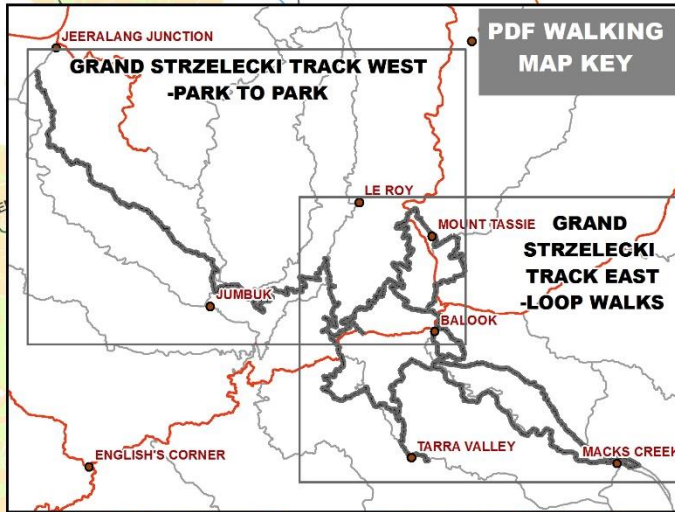 JEERALANG JUNCTION
PDF WALKING
MAP KEY
GRAND STRZELECKI TRACK WEST
-PARK TO PARK
LE ROY
MOUNT TASSIE
GRAND
STRZELECKI
TRACK EAST
-LOOP WALKS
JUMBUK
BALOOK
ENGLISH'S CORNER
TARRA VALLEY
MACKS CREEK